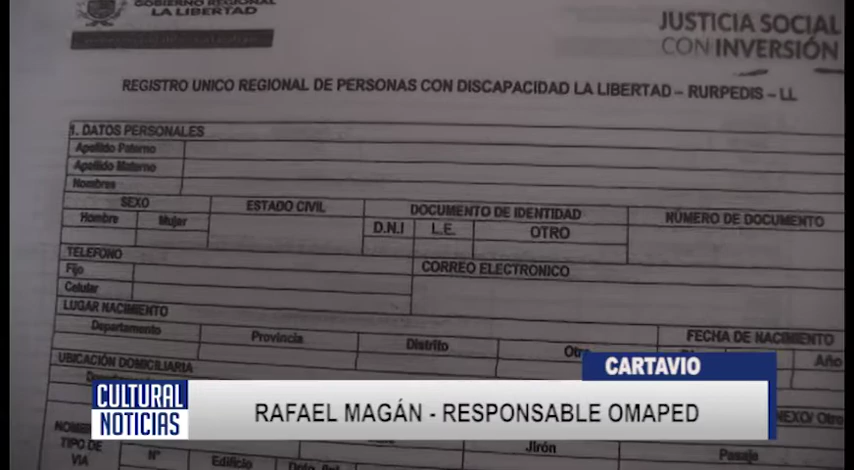 GOBIERNO REGIONAL
LA LIBERTAD
JUSTICIA SOCIAL
CON INVERSIÓN
REGISTRO UNICO REGIONAL DE PERSONAS CON DISCAPACIDAD LA LIBERTAD – RURPEDIS – LL
1. DATOS PERSONALES
Apellido Paterno
Apellido Materno
Nombres
SEXO ESTADO CIVIL DOCUMENTO DE IDENTIDAD NÚMERO DE DOCUMENTO
Hombre Mujer D.N.I L.E. OTRO
TELEFONO CORREO ELECTRONICO
Fijo
Celular
LUGAR NACIMIENTO FECHA DE NACIMIENTO
Departamento Provincia Distrito Año
UBICACIÓN DOMICILIARIA
CARTAVIO
CULTURAL
NOTICIAS
RAFAEL MAGÁN - RESPONSABLE OMAPED
TIPO DE
VIA
N° Edificio Jirón Pasaje